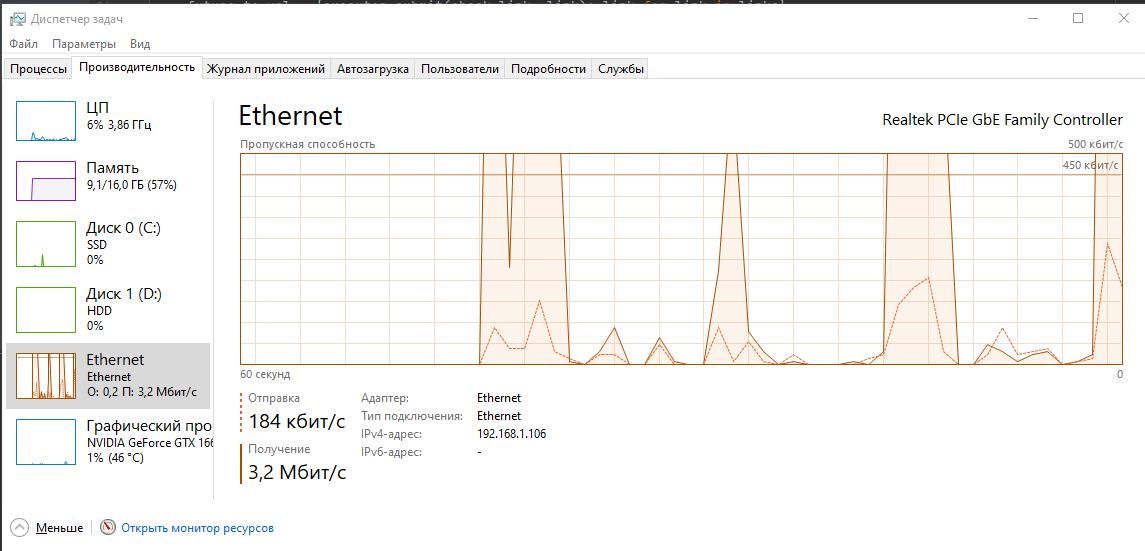 Диспетчер задач
Файл Параметры Вид
Процессы Производительность Журнал приложений Автозагрузка Пользователи Подробности Службы
ЦП
6% 3,86 ГГц
Память
9,1/16,0 ГБ (57%)
Диск 0 (C:)
SSD
0%
Диск 1 (D:)
HDD
0%
Ethernet
Ethernet
О: 0,2 П: 3,2 Мбит/с
Графический про
NVIDIA GeForce GTX 166
1% (46 °C)
Ethernet
Realtek PCIe GbE Family Controller
Пропускная способность
500 кбит/с
450 кбит/с
60 секунд
0
Отправка
184 кбит/с
Получение
3,2 Мбит/с
Адаптер: Ethernet
Тип подключения: Ethernet
IPv4-адрес: 192.168.1.106
IPv6-адрес: -
Меньше
Открыть монитор ресурсов